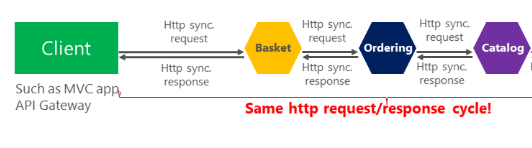 Http sync.
request
Http sync.
request
Http sync.
request
Client
Basket
Ordering
Catalog
Http sync.
response
Http sync.
response
Http sync.
response
Such as MVC app,
API Gateway
Same http request/response cycle!